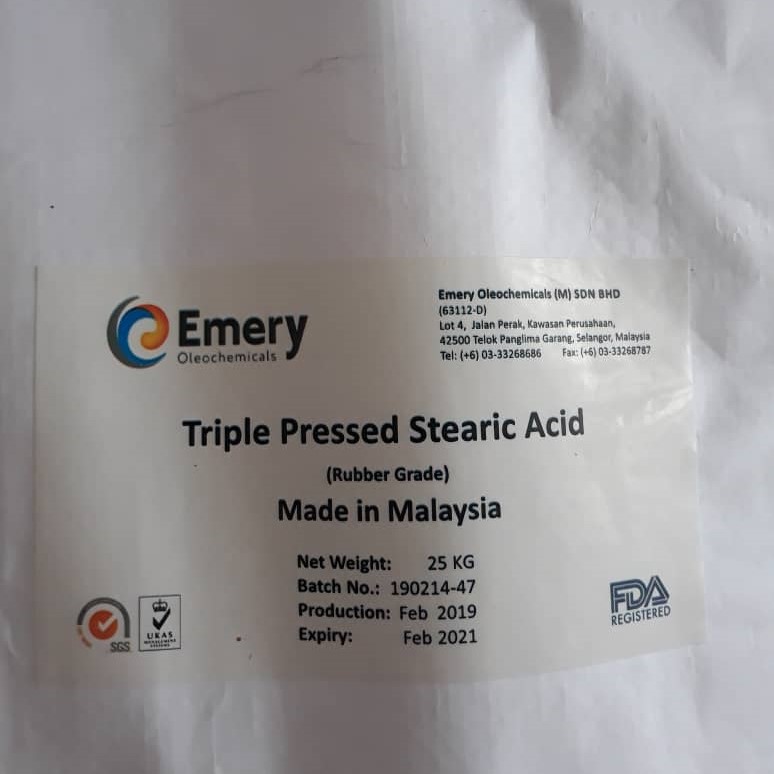 Emery
Oleochemicals
Emery Oleochemicals (M) SDN BHD
(63112-D)
Lot 4, Jalan Perak, Kawasan Perusahaan,
42500 Telok Panglima Garang, Selangor, Malaysia
Tel: (+6) 03-33268686 Fax: (+6) 03-33268787
Triple Pressed Stearic Acid
(Rubber Grade)
Made in Malaysia
Net Weight: 25 KG
Batch No.: 190214-47
Production: Feb 2019
Expiry: Feb 2021
SGS
UKAS
MANAGEMENT
SYSTEMS
FDA
REGISTERED